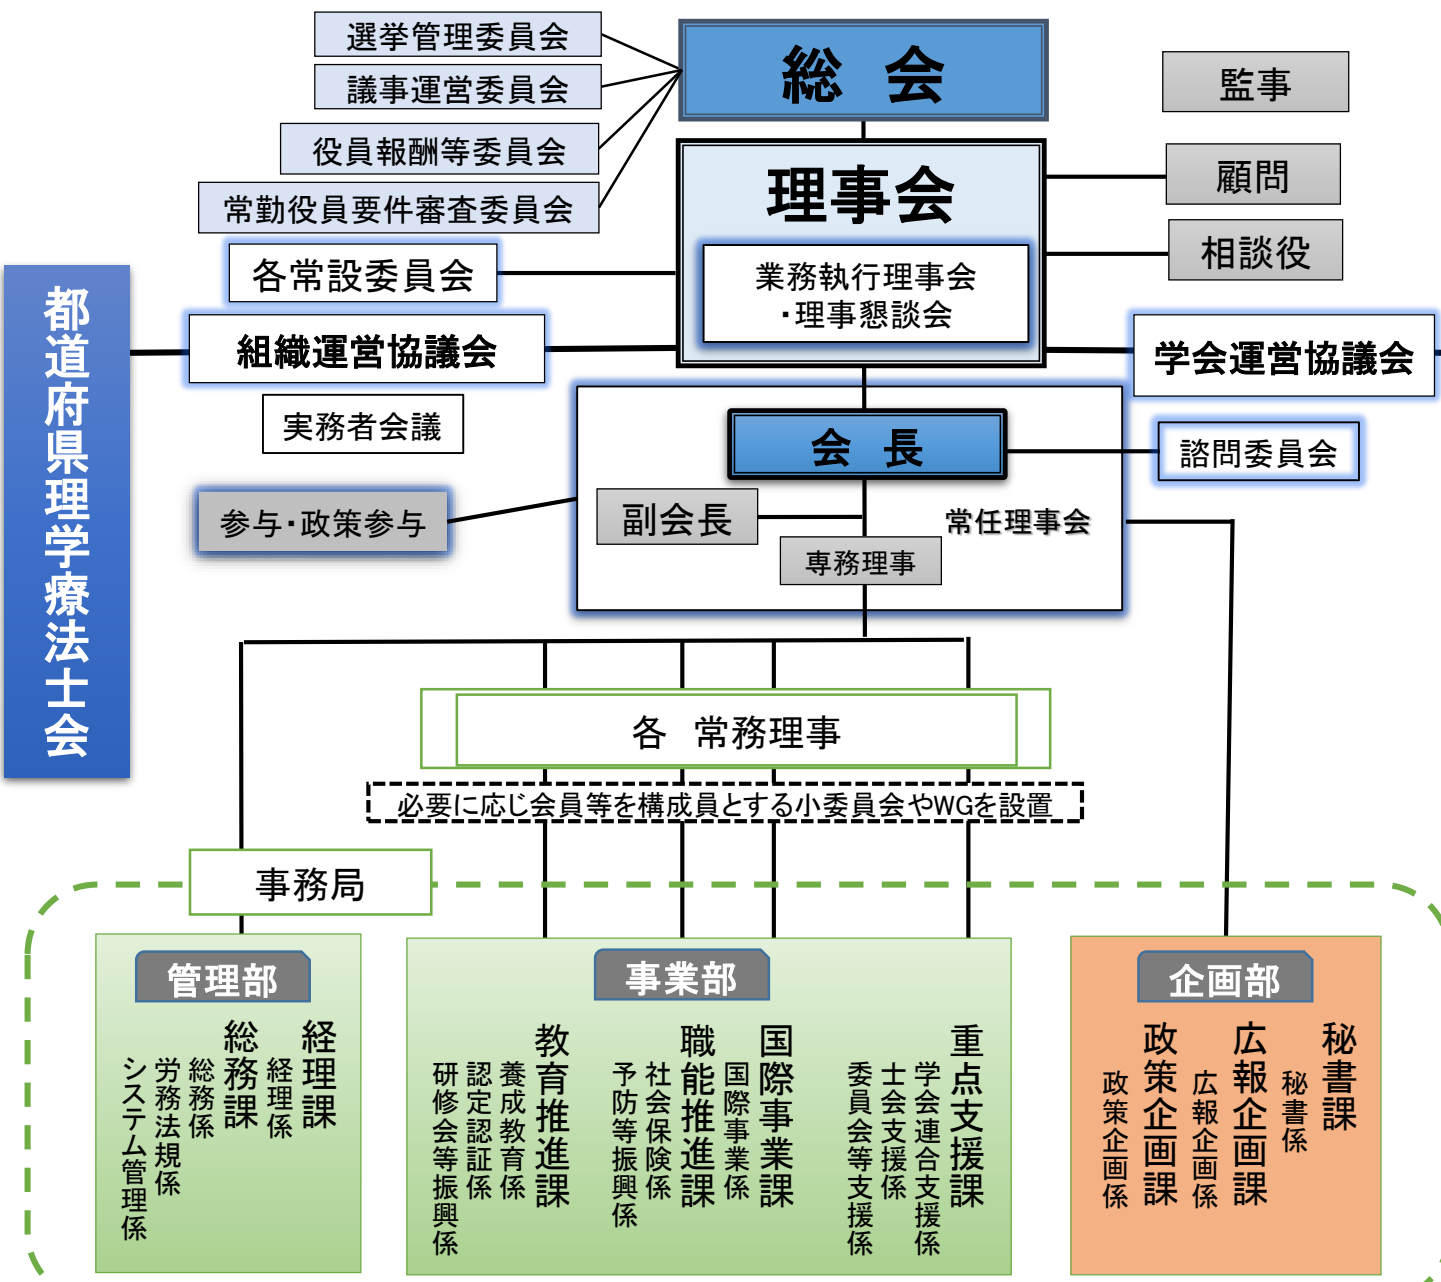 選挙管理委員会
議事運営委員会
役員報酬等委員会
常勤役員要件審査委員会
総　会
監事
顧問
相談役
理事会
業務執行理事会
・理事懇談会
各常設委員会
組織運営協議会
学会運営協議会
都道府県理学療法士会
実務者会議
会　長
諮問委員会
参与・政策参与
副会長
常任理事会
専務理事
各　常務理事
必要に応じ会員等を構成員とする小委員会やWGを設置
事務局
管理部
経理課
経理係
総務課
総務係
労務法規係
システム管理係
事業部
重点支援課
学会連合支援係
士会支援係
委員会等支援係
国際事業課
国際事業係
職能推進課
社会保険係
予防等振興係
教育推進課
養成教育係
認定認証係
研修会等振興係
企画部
秘書課
秘書係
広報企画課
広報企画係
政策企画課
政策企画係